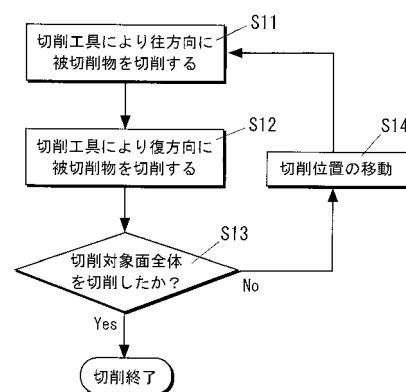 S11
切削工具により往方向に
被切削物を切削する
S12
切削工具により復方向に
被切削物を切削する
S14
切削位置の移動
S13
切削対象面全体
を切削したか？
No
Yes
切削終了